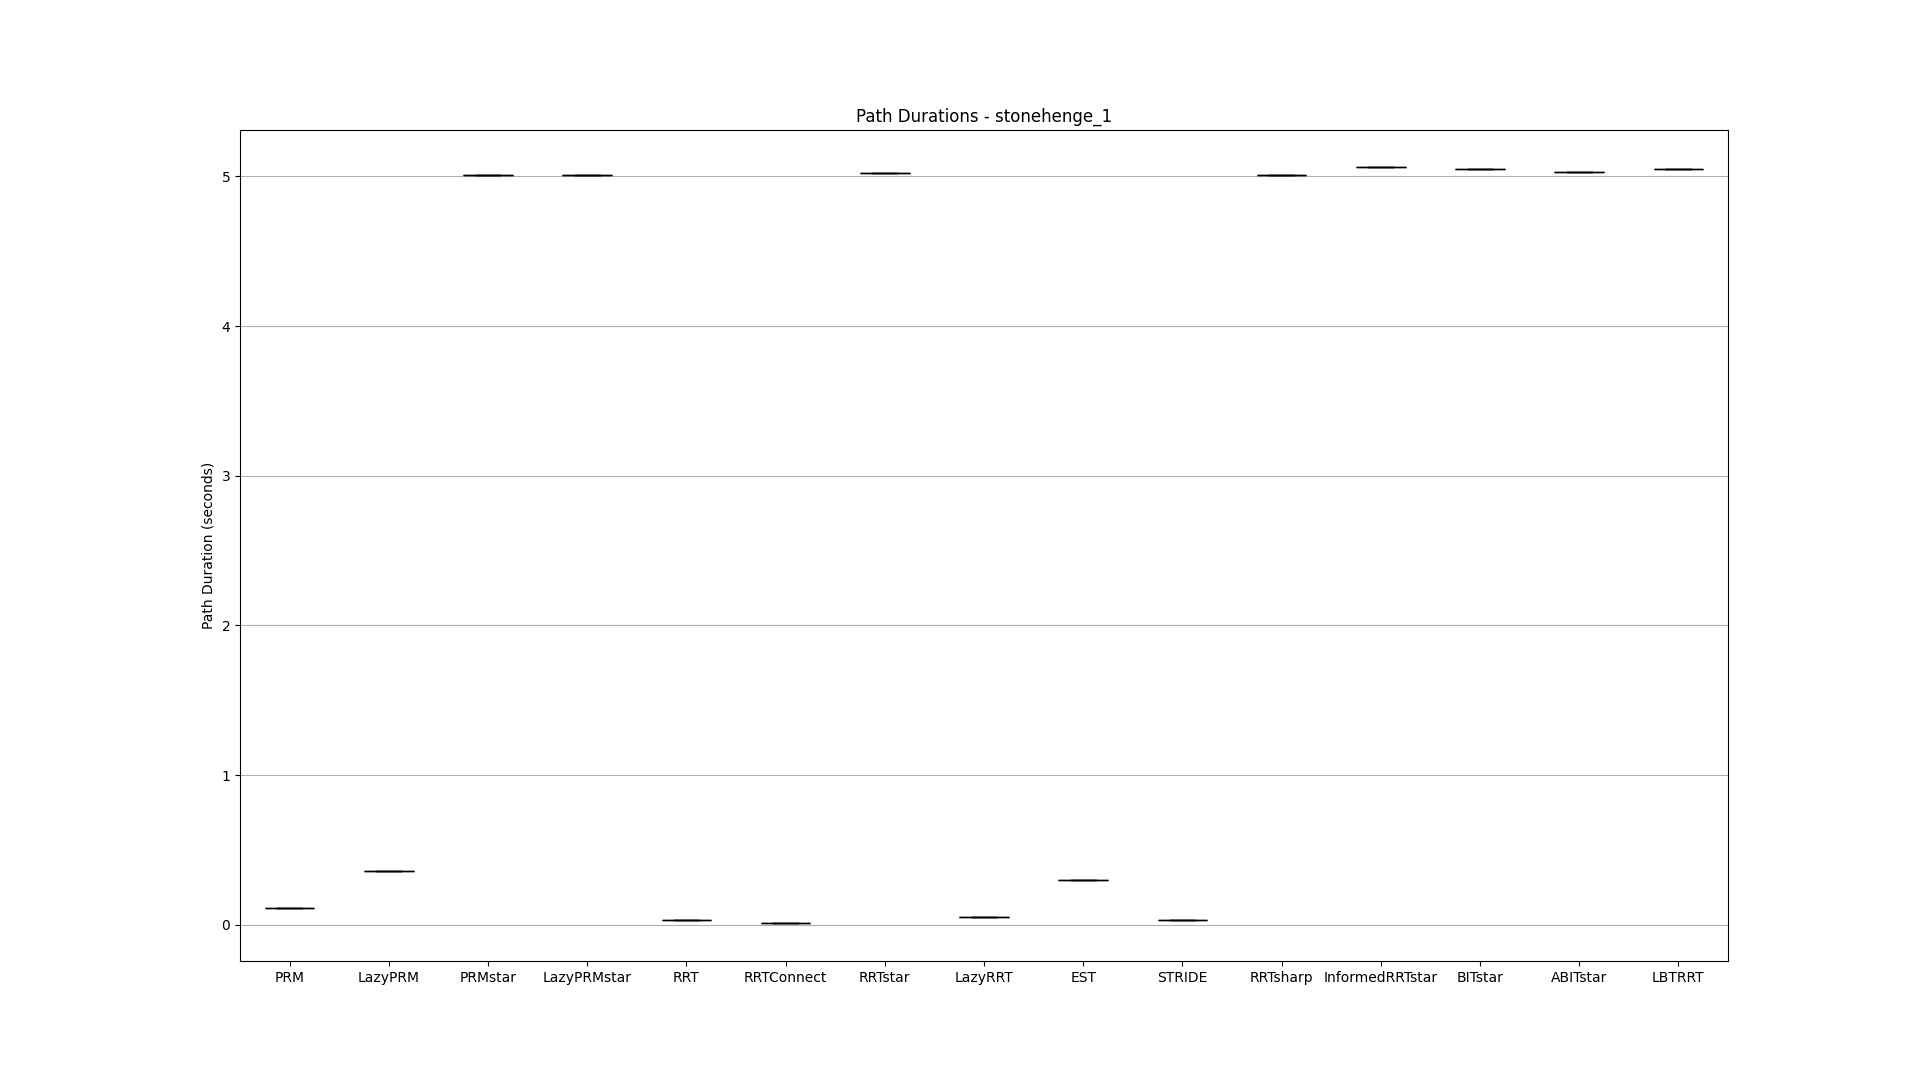 Path Durations - stonehenge_1
Path Duration (seconds)
5
4
3
2
1
0
PRM LazyPRM PRMstar LazyPRMstar RRT RRTConnect RRTstar LazyRRT EST STRIDE RRTsharp InformedRRTstar BITstar ABITstar LBTRRT